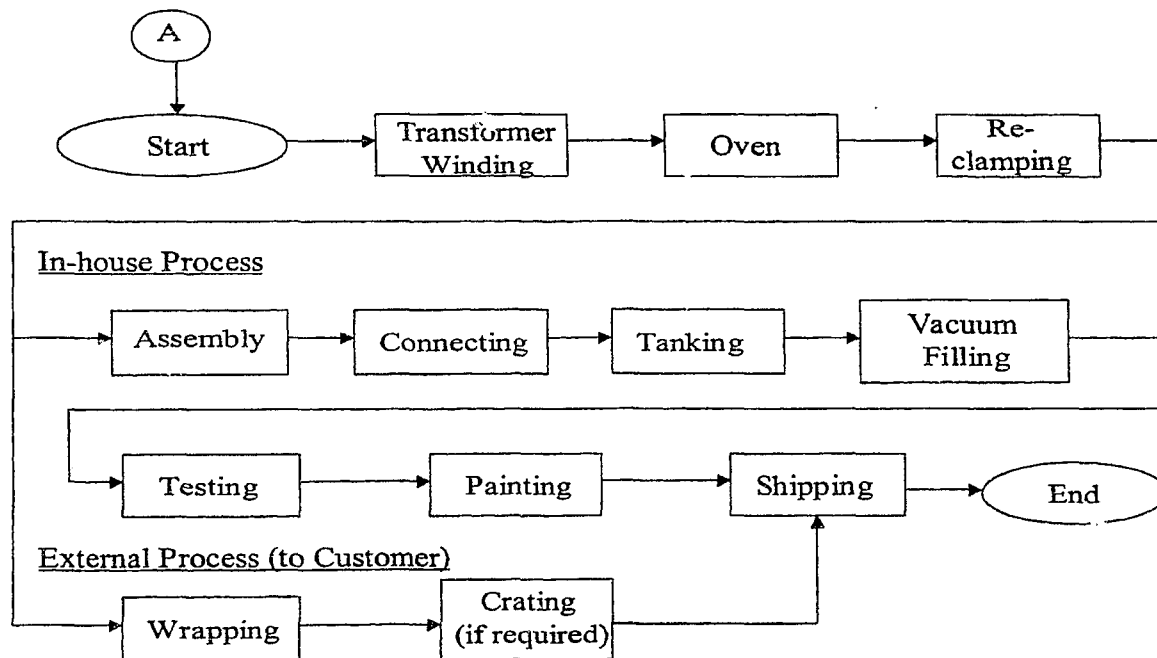 A
Start
Transformer
Winding
Oven
Re-
clamping
In-house Process
Assembly
Connecting
Tanking
Vacuum
Filling
Testing
Painting
Shipping
End
External Process (to Customer)
Wrapping
Crating
(if required)